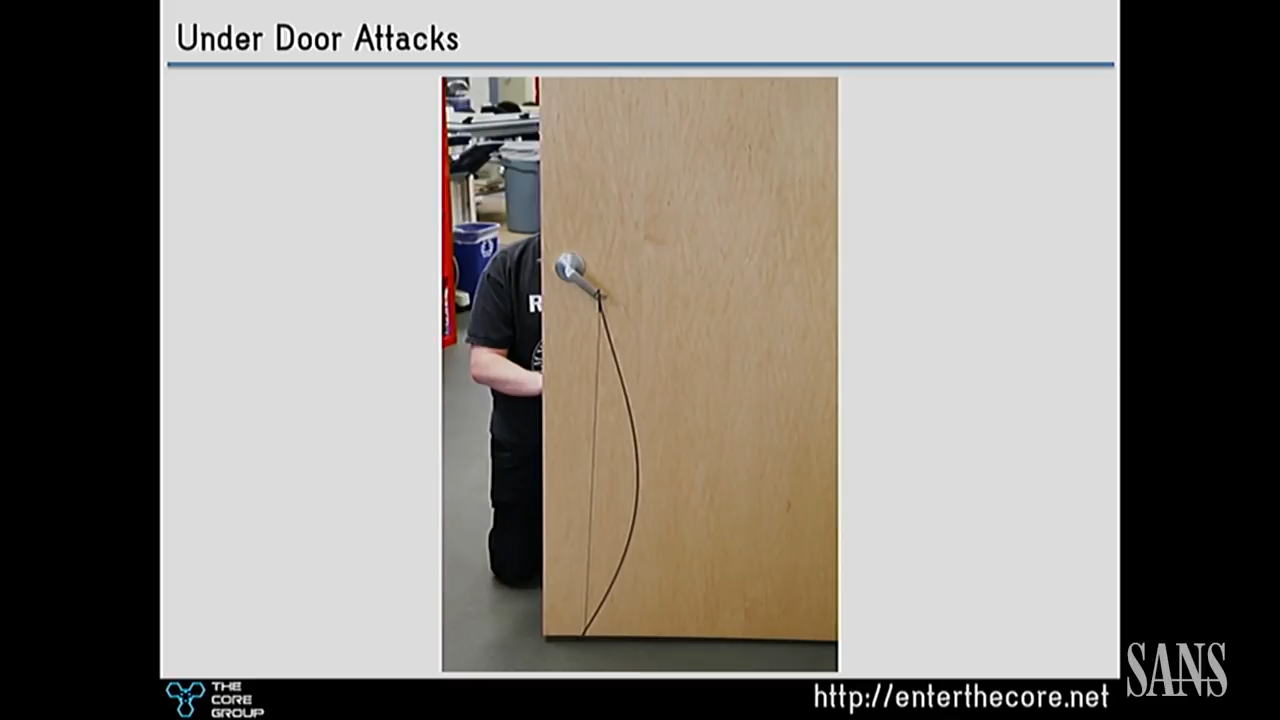 Under Door Attacks
R
THE
CORE
GROUP
http://enterthecore.net
SANS